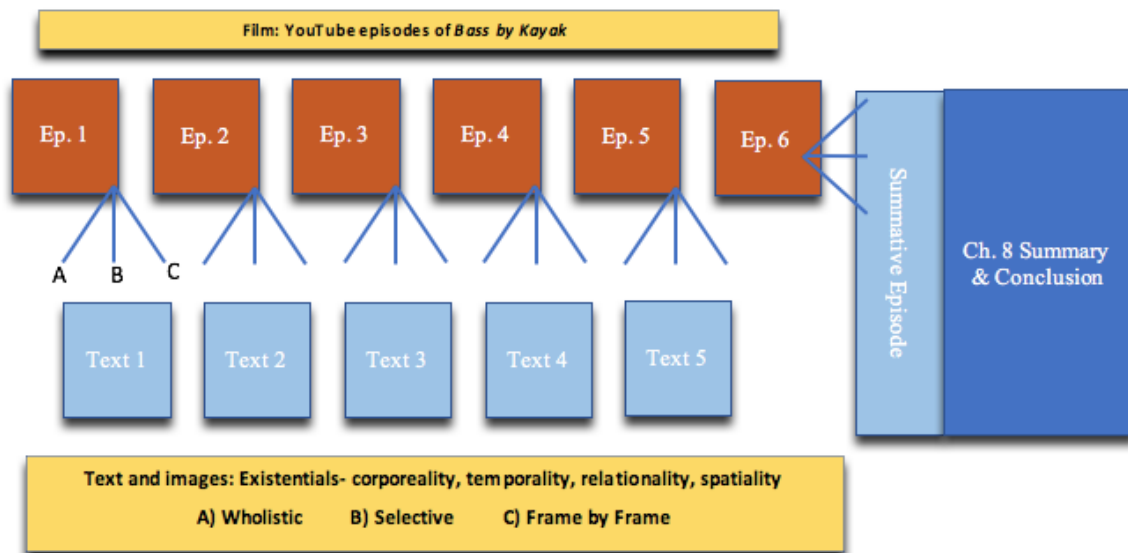 Film: YouTube episodes of Bass by Kayak
Ep. 1
Ep. 2
Ep. 3
Ep. 4
Ep. 5
Ep. 6
A
B
C
Text 1
Text 2
Text 3
Text 4
Text 5
Summative Episode
Ch. 8 Summary
& Conclusion
Text and images: Existentials- corporeality, temporality, relationality, spatiality
A) Wholistic B) Selective C) Frame by Frame